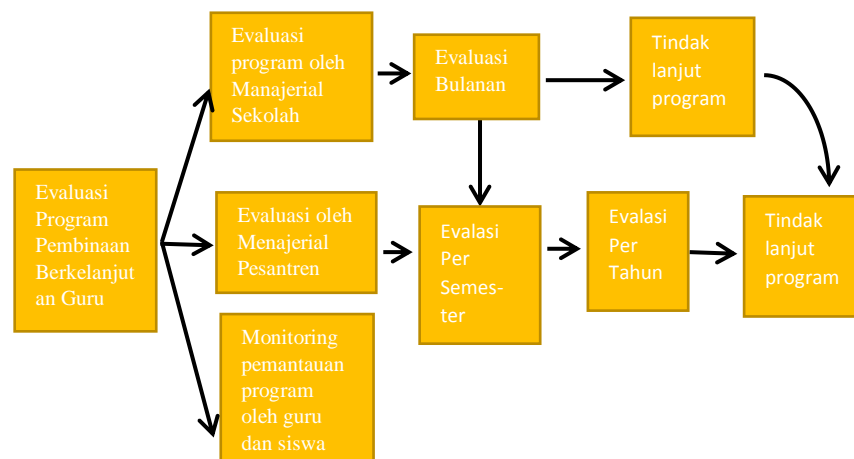 Evaluasi
program oleh
Manajerial
Sekolah
Evaluasi
Bulanan
Tindak
lanjut
program
Evaluasi
Program
Pembinaan
Berkelanjut
an Guru
Evaluasi oleh
Menajerial
Pesantren
Evalasi
Per
Semes-
ter
Evalasi
Per
Tahun
Tindak
lanjut
program
Monitoring
pemantauan
program
oleh guru
dan siswa